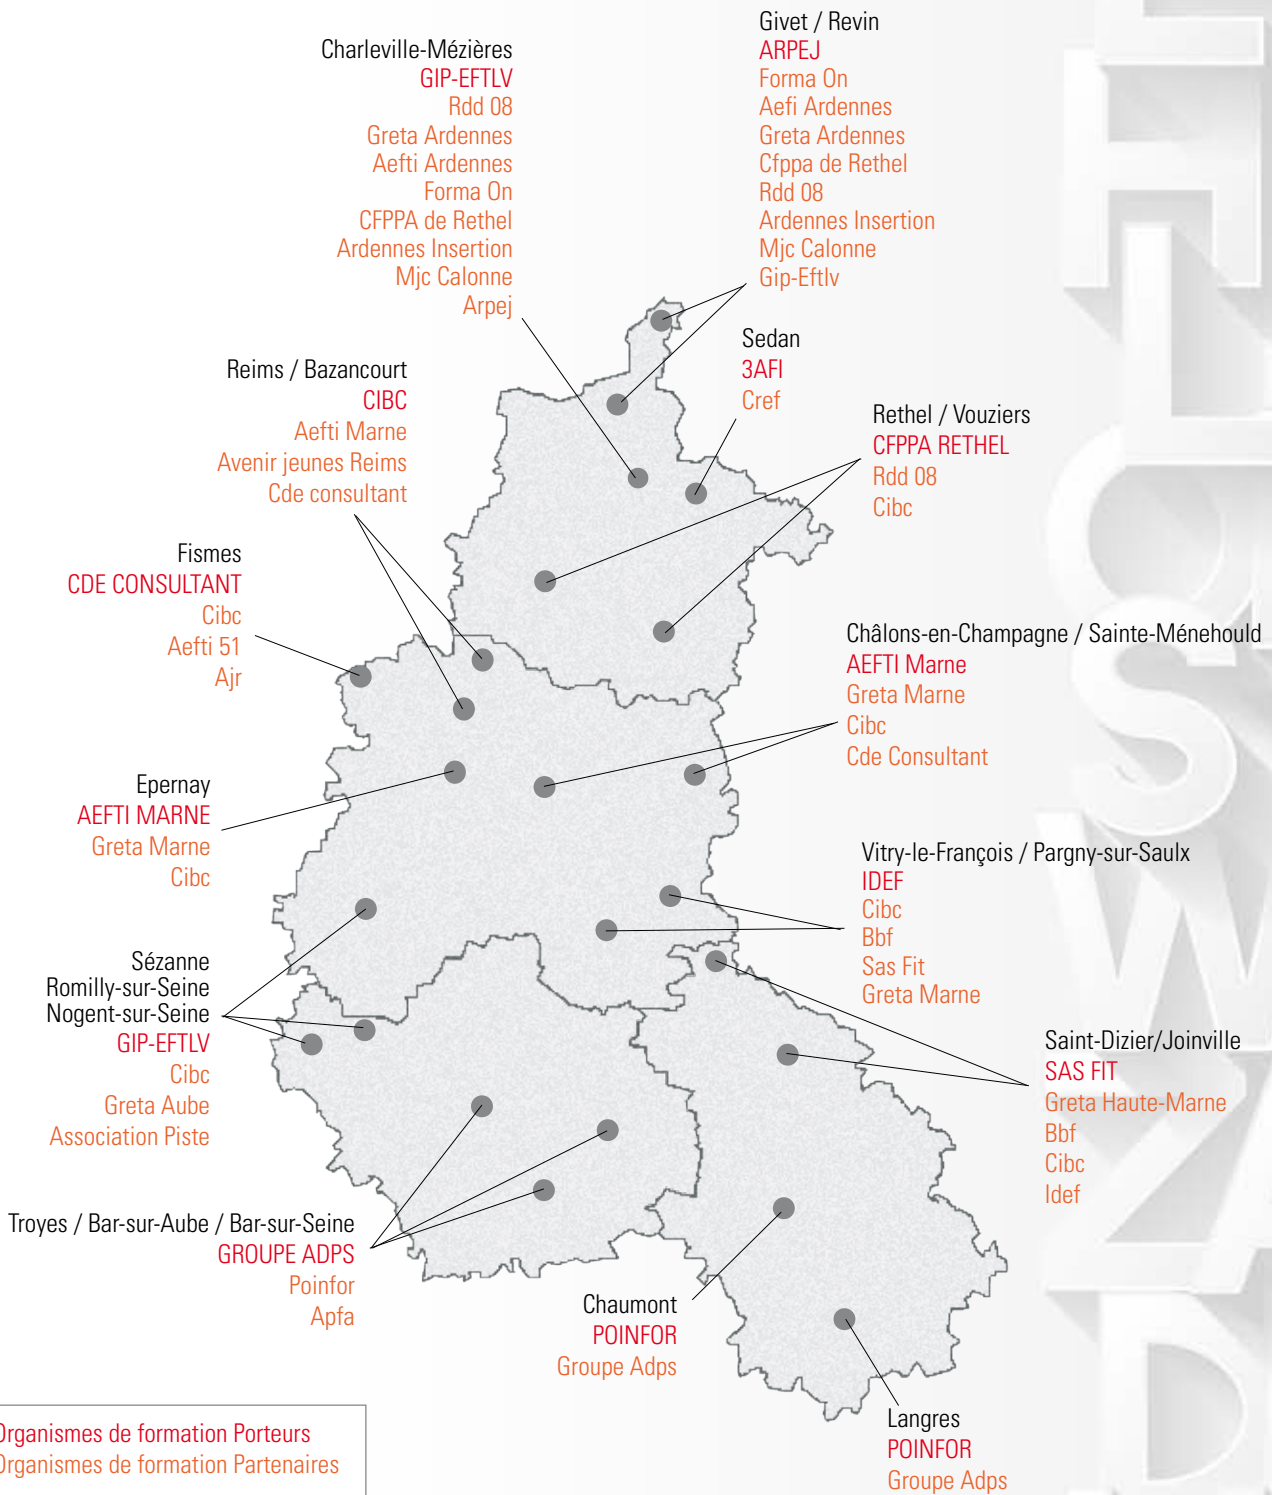 Givet / Revin
ARPEJ
Forma On
Aefi Ardennes
Greta Ardennes
Cfppa de Rethel
Rdd 08
Ardennes Insertion
Mjc Calonne
Gip-Eftlv
Charleville-Mézières
GIP-EFTLV
Rdd 08
Greta Ardennes
Aefti Ardennes
Forma On
CFPPA de Rethel
Ardennes Insertion
Mjc Calonne
Arpej
Sedan
3AFI
Cref
Reims / Bazancourt
CIBC
Aefti Marne
Avenir jeunes Reims
Cde consultant
Rethel / Vouziers
CFPPA RETHEL
Rdd 08
Cibc
Fismes
CDE CONSULTANT
Cibc
Aefti 51
Ajr
Châlons-en-Champagne / Sainte-Ménehould
AEFTI Marne
Greta Marne
Cibc
Cde Consultant
Epernay
AEFTI MARNE
Greta Marne
Cibc
Vitry-le-François / Pargny-sur-Saulx
IDEF
Cibc
Bbf
Sas Fit
Greta Marne
Sézanne
Romilly-sur-Seine
Nogent-sur-Seine
GIP-EFTLV
Cibc
Greta Aube
Association Piste
Saint-Dizier/Joinville
SAS FIT
Greta Haute-Marne
Bbf
Cibc
Idef
Troyes / Bar-sur-Aube / Bar-sur-Seine
GROUPE ADPS
Poinfor
Apfa
Chaumont
POINFOR
Groupe Adps
Langres
POINFOR
Groupe Adps
Organismes de formation Porteurs
Organismes de formation Partenaires